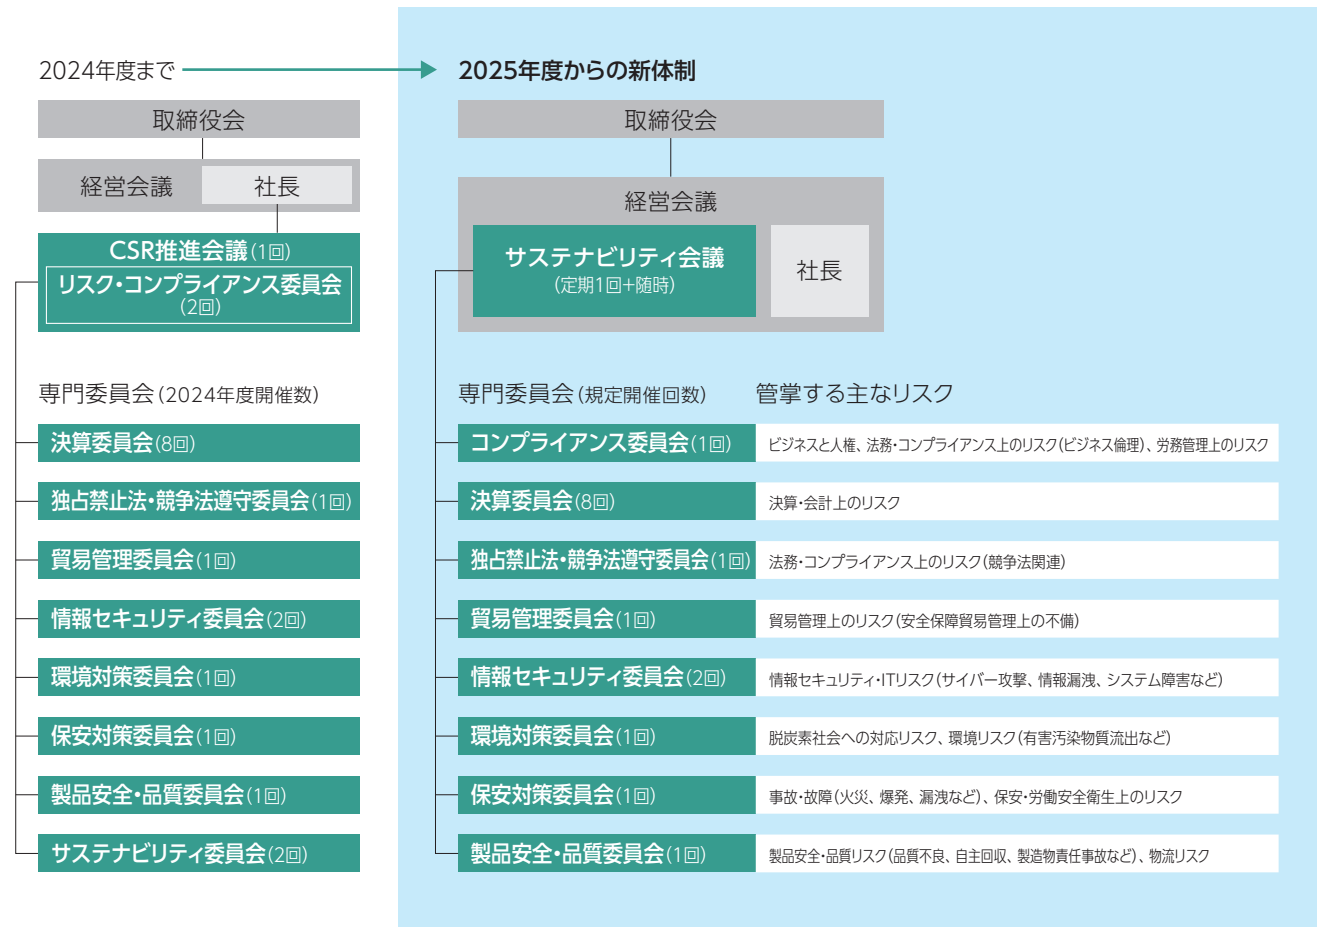 2024年度まで
取締役会
経営会議
社長
CSR推進会議(1回)
リスク・コンプライアンス委員会
(2回)
専門委員会(2024年度開催数)
決算委員会(8回)
独占禁止法・競争法遵守委員会(1回)
貿易管理委員会(1回)
情報セキュリティ委員会(2回)
環境対策委員会(1回)
保安対策委員会(1回)
製品安全・品質委員会(1回)
サステナビリティ委員会(2回)
2025年度からの新体制
取締役会
経営会議
サステナビリティ会議
(定期1回+随時)
社長
専門委員会(規定開催回数) 管掌する主なリスク
コンプライアンス委員会(1回) ビジネスと人権、法務・コンプライアンス上のリスク(ビジネス倫理)、労務管理上のリスク
決算委員会(8回) 決算・会計上のリスク
独占禁止法・競争法遵守委員会(1回) 法務・コンプライアンス上のリスク(競争法関連)
貿易管理委員会(1回) 貿易管理上のリスク(安全保障貿易管理上の不備)
情報セキュリティ委員会(2回) 情報セキュリティ・ITリスク(サイバー攻撃、情報漏洩、システム障害など)
環境対策委員会(1回) 脱炭素社会への対応リスク、環境リスク(有害汚染物質流出など)
保安対策委員会(1回) 事故・故障(火災、爆発、漏洩など)、保安・労働安全衛生上のリスク
製品安全・品質委員会(1回) 製品安全・品質リスク(品質不良、自主回収、製造物責任事故など)、物流リスク